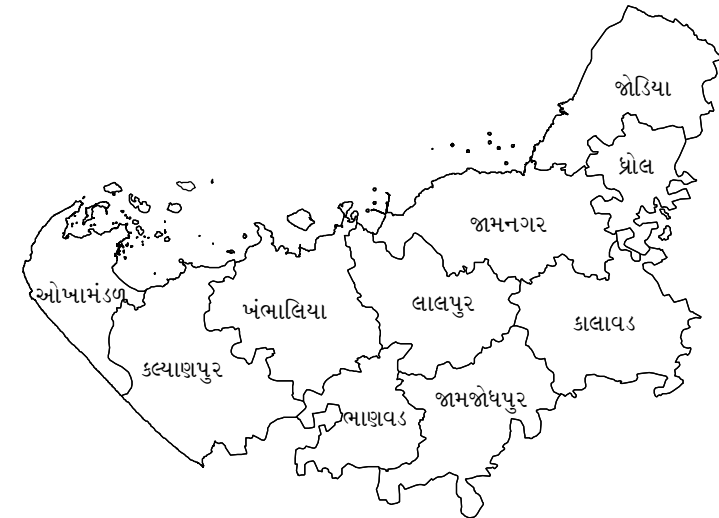 જોડિયા
ધ્રોલ
જામનગર
ઓખામંડળ
ખંભાલિયા
લાલપુર
કાલાવડ
કલ્યાણપુર
જામજોધપુર
ભાણવડ